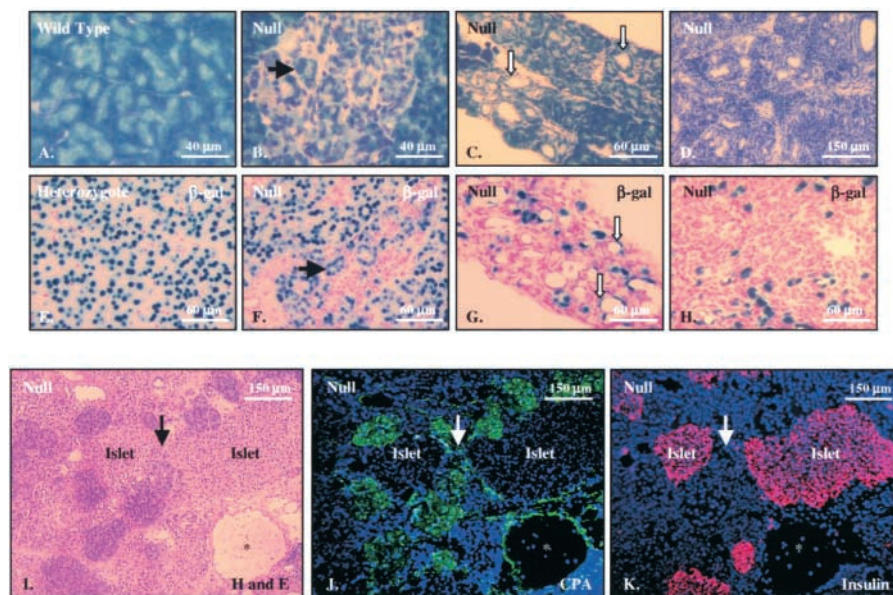 Wild Type
A.
40 μm
Null
B.
40 μm
Null
C.
60 μm
Null
D.
150 μm
Heterozygote
β-gal
E.
60 μm
Null
β-gal
F.
60 μm
Null
β-gal
G.
60 μm
Null
β-gal
H.
60 μm
Null
150 μm
Islet
Islet
*
I.
H and E
Null
150 μm
Islet
Islet
*
J.
CPA
Null
150 μm
Islet
Islet
*
K.
Insulin